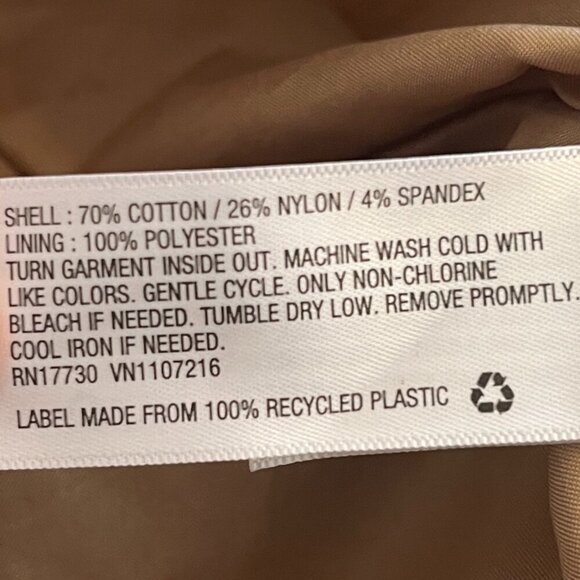 SHELL : 70% COTTON / 26% NYLON / 4% SPANDEX
LINING : 100% POLYESTER
TURN GARMENT INSIDE OUT. MACHINE WASH COLD WITH
LIKE COLORS. GENTLE CYCLE. ONLY NON-CHLORINE
BLEACH IF NEEDED. TUMBLE DRY LOW. REMOVE PROMPTLY.
COOL IRON IF NEEDED.
RN17730 VN1107216
LABEL MADE FROM 100% RECYCLED PLASTIC